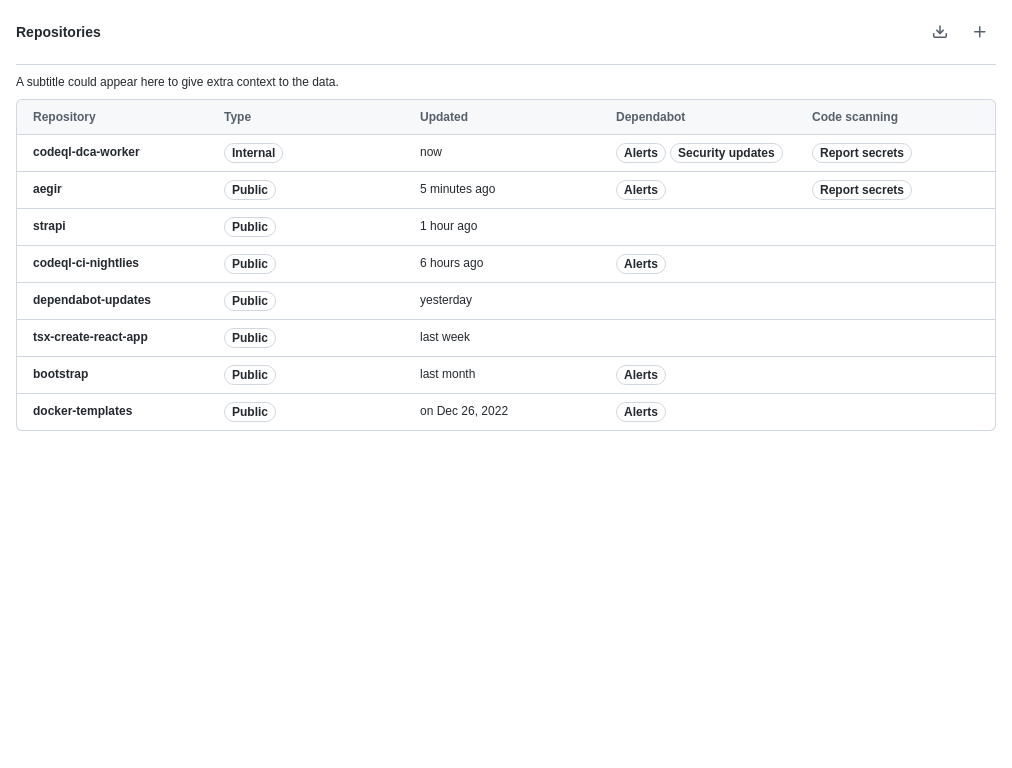 Repositories
A subtitle could appear here to give extra context to the data.
Repository Type Updated Dependabot Code scanning
codeql-dca-worker Internal now Alerts Security updates Report secrets
aegir Public 5 minutes ago Alerts Report secrets
strapi Public 1 hour ago
codeql-ci-nightlies Public 6 hours ago Alerts
dependabot-updates Public yesterday
tsx-create-react-app Public last week
bootstrap Public last month Alerts
docker-templates Public on Dec 26, 2022 Alerts